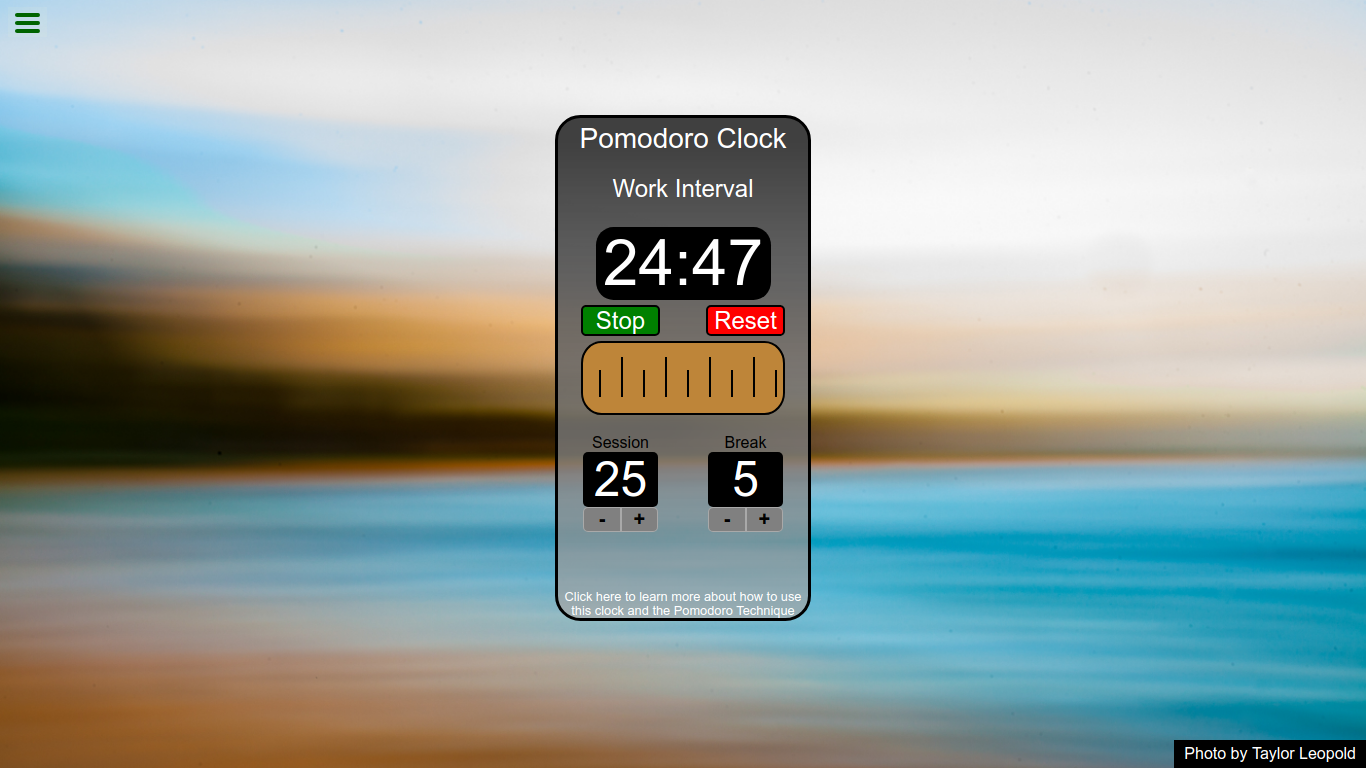 Pomodoro Clock
Work Interval
24:47
Stop Reset
Session Break
25 5
- + - +
Click here to learn more about how to use
this clock and the Pomodoro Technique
Photo by Taylor Leopold